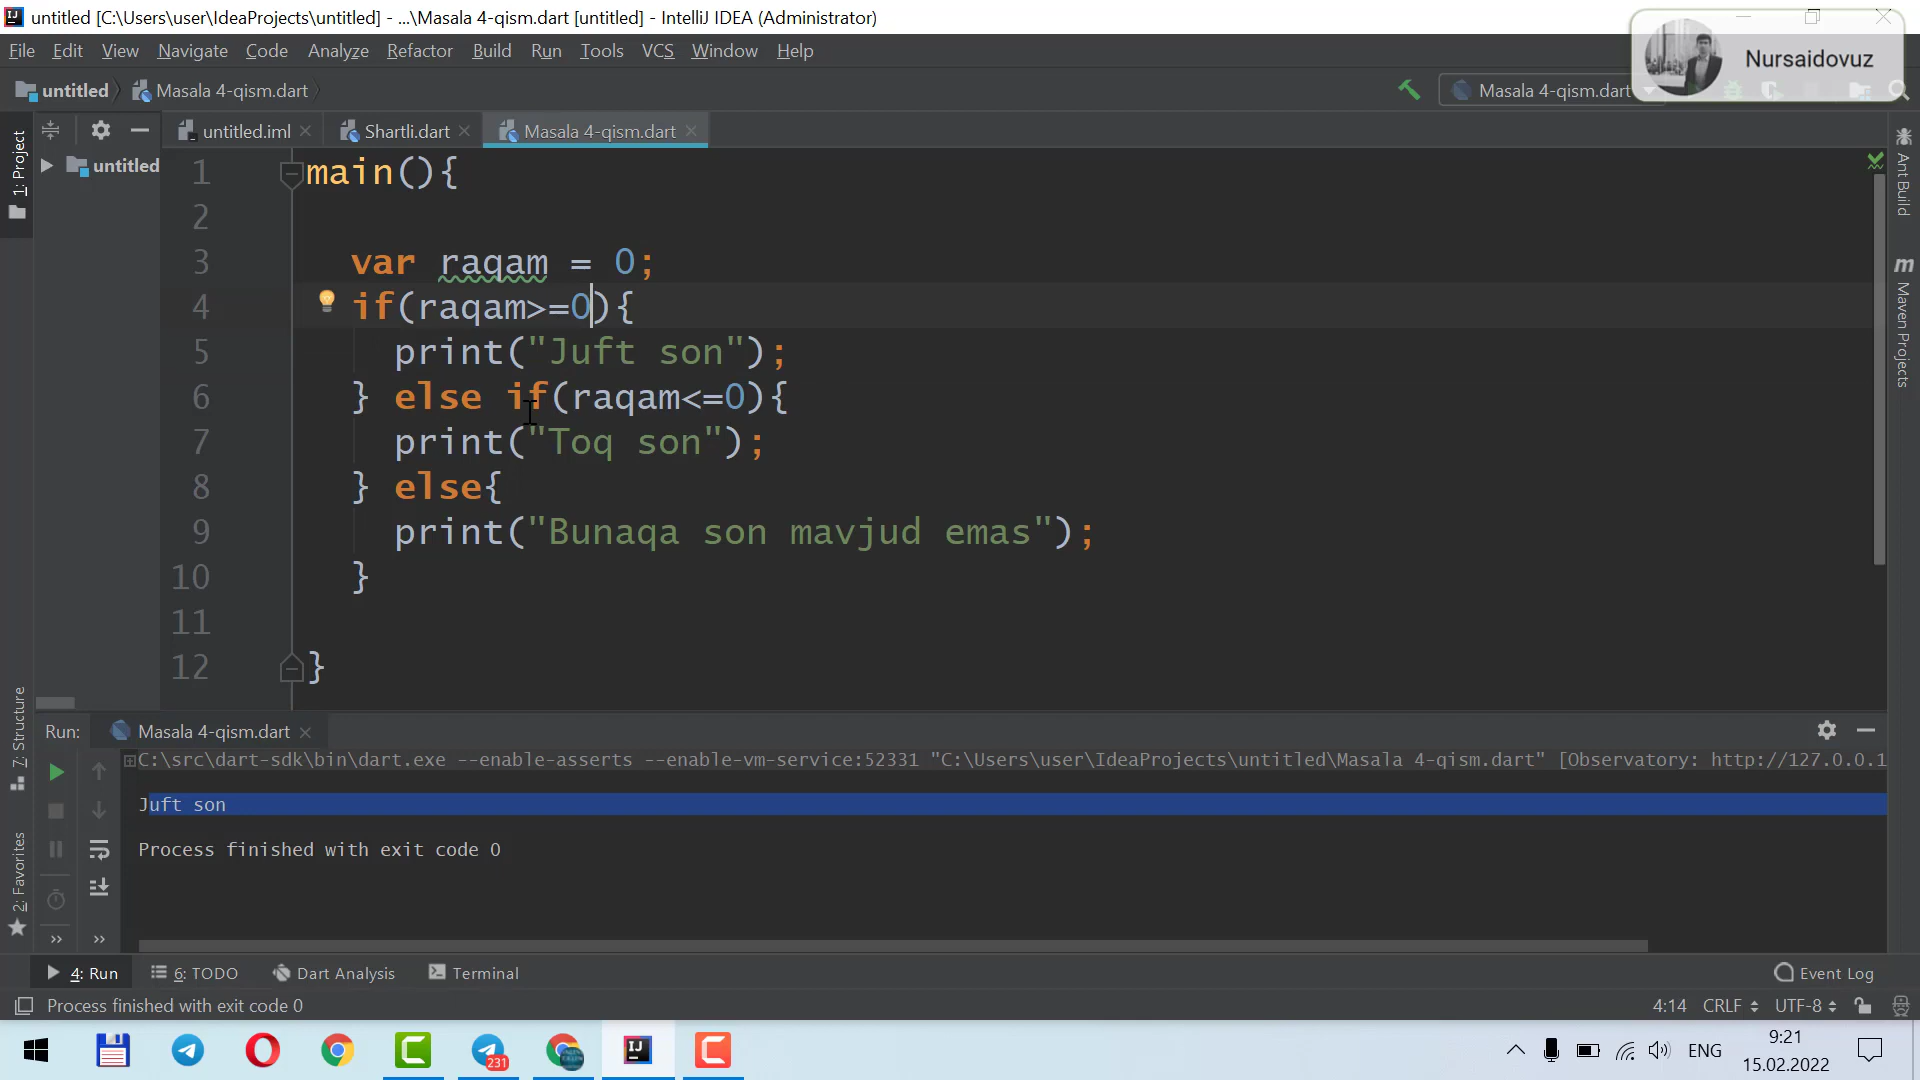 untitled [C:\Users\user\IdeaProjects\untitled] - ...\Masala 4-qism.dart [untitled] - IntelliJ IDEA (Administrator)
File Edit View Navigate Code Analyze Refactor Build Run Tools VCS Window Help
Nursaidovuz
untitled Masala 4-qism.dart
Masala 4-qism.dart
untitled.iml Shartli.dart Masala 4-qism.dart
1: Project
untitled
Ant Build
Maven Projects
1 main(){
2
3 var raqam = 0;
4 if(raqam>=0){
5 print("Juft son");
6 } else if(raqam<=0){
7 print("Toq son");
8 } else{
9 print("Bunaqa son mavjud emas");
10 }
11
12 }
7: Structure
2: Favorites
Run: Masala 4-qism.dart
C:\src\dart-sdk\bin\dart.exe --enable-asserts --enable-vm-service:52331 "C:\Users\user\IdeaProjects\untitled\Masala 4-qism.dart" [Observatory: http://127.0.0.1
Juft son
Process finished with exit code 0
4: Run 6: TODO Dart Analysis Terminal Event Log
Process finished with exit code 0 4:14 CRLF UTF-8
231
IJ
ENG
9:21
15.02.2022